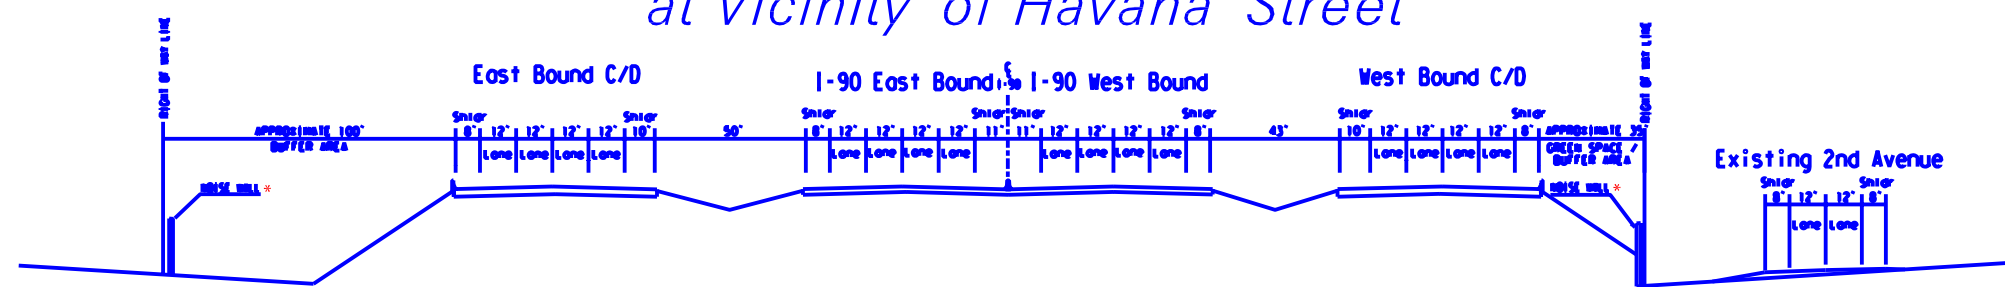 at Vicinity of Havana Street
RIGHT OF WAY LINE
RIGHT OF WAY LINE
East Bound C/D
I-90 East Bound
I-90
I-90 West Bound
West Bound C/D
Shldr Shldr Shldr Shldr Shldr Shldr Shldr Shldr
APPROXIMATE 100' 8' 12' 12' 12' 12' 10' 50' 8' 12' 12' 12' 12' 11' 11' 12' 12' 12' 12' 8' 43' 10' 12' 12' 12' 12' 8' APPROXIMATE 35'
BUFFER AREA
Lane Lane Lane Lane
Lane Lane Lane Lane
Lane Lane Lane Lane
Lane Lane Lane Lane
GREEN SPACE /
BUFFER AREA
Existing 2nd Avenue
NOISE WALL *
NOISE WALL *
Shldr Shldr
8' 12' 12' 8'
Lane Lane